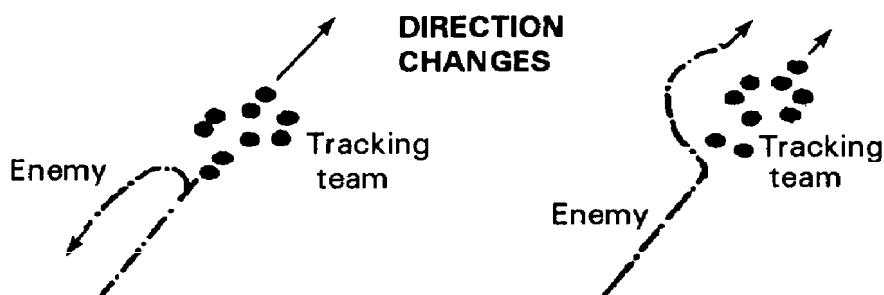 DIRECTION
CHANGES
Enemy
Tracking
team
Enemy
Tracking
team